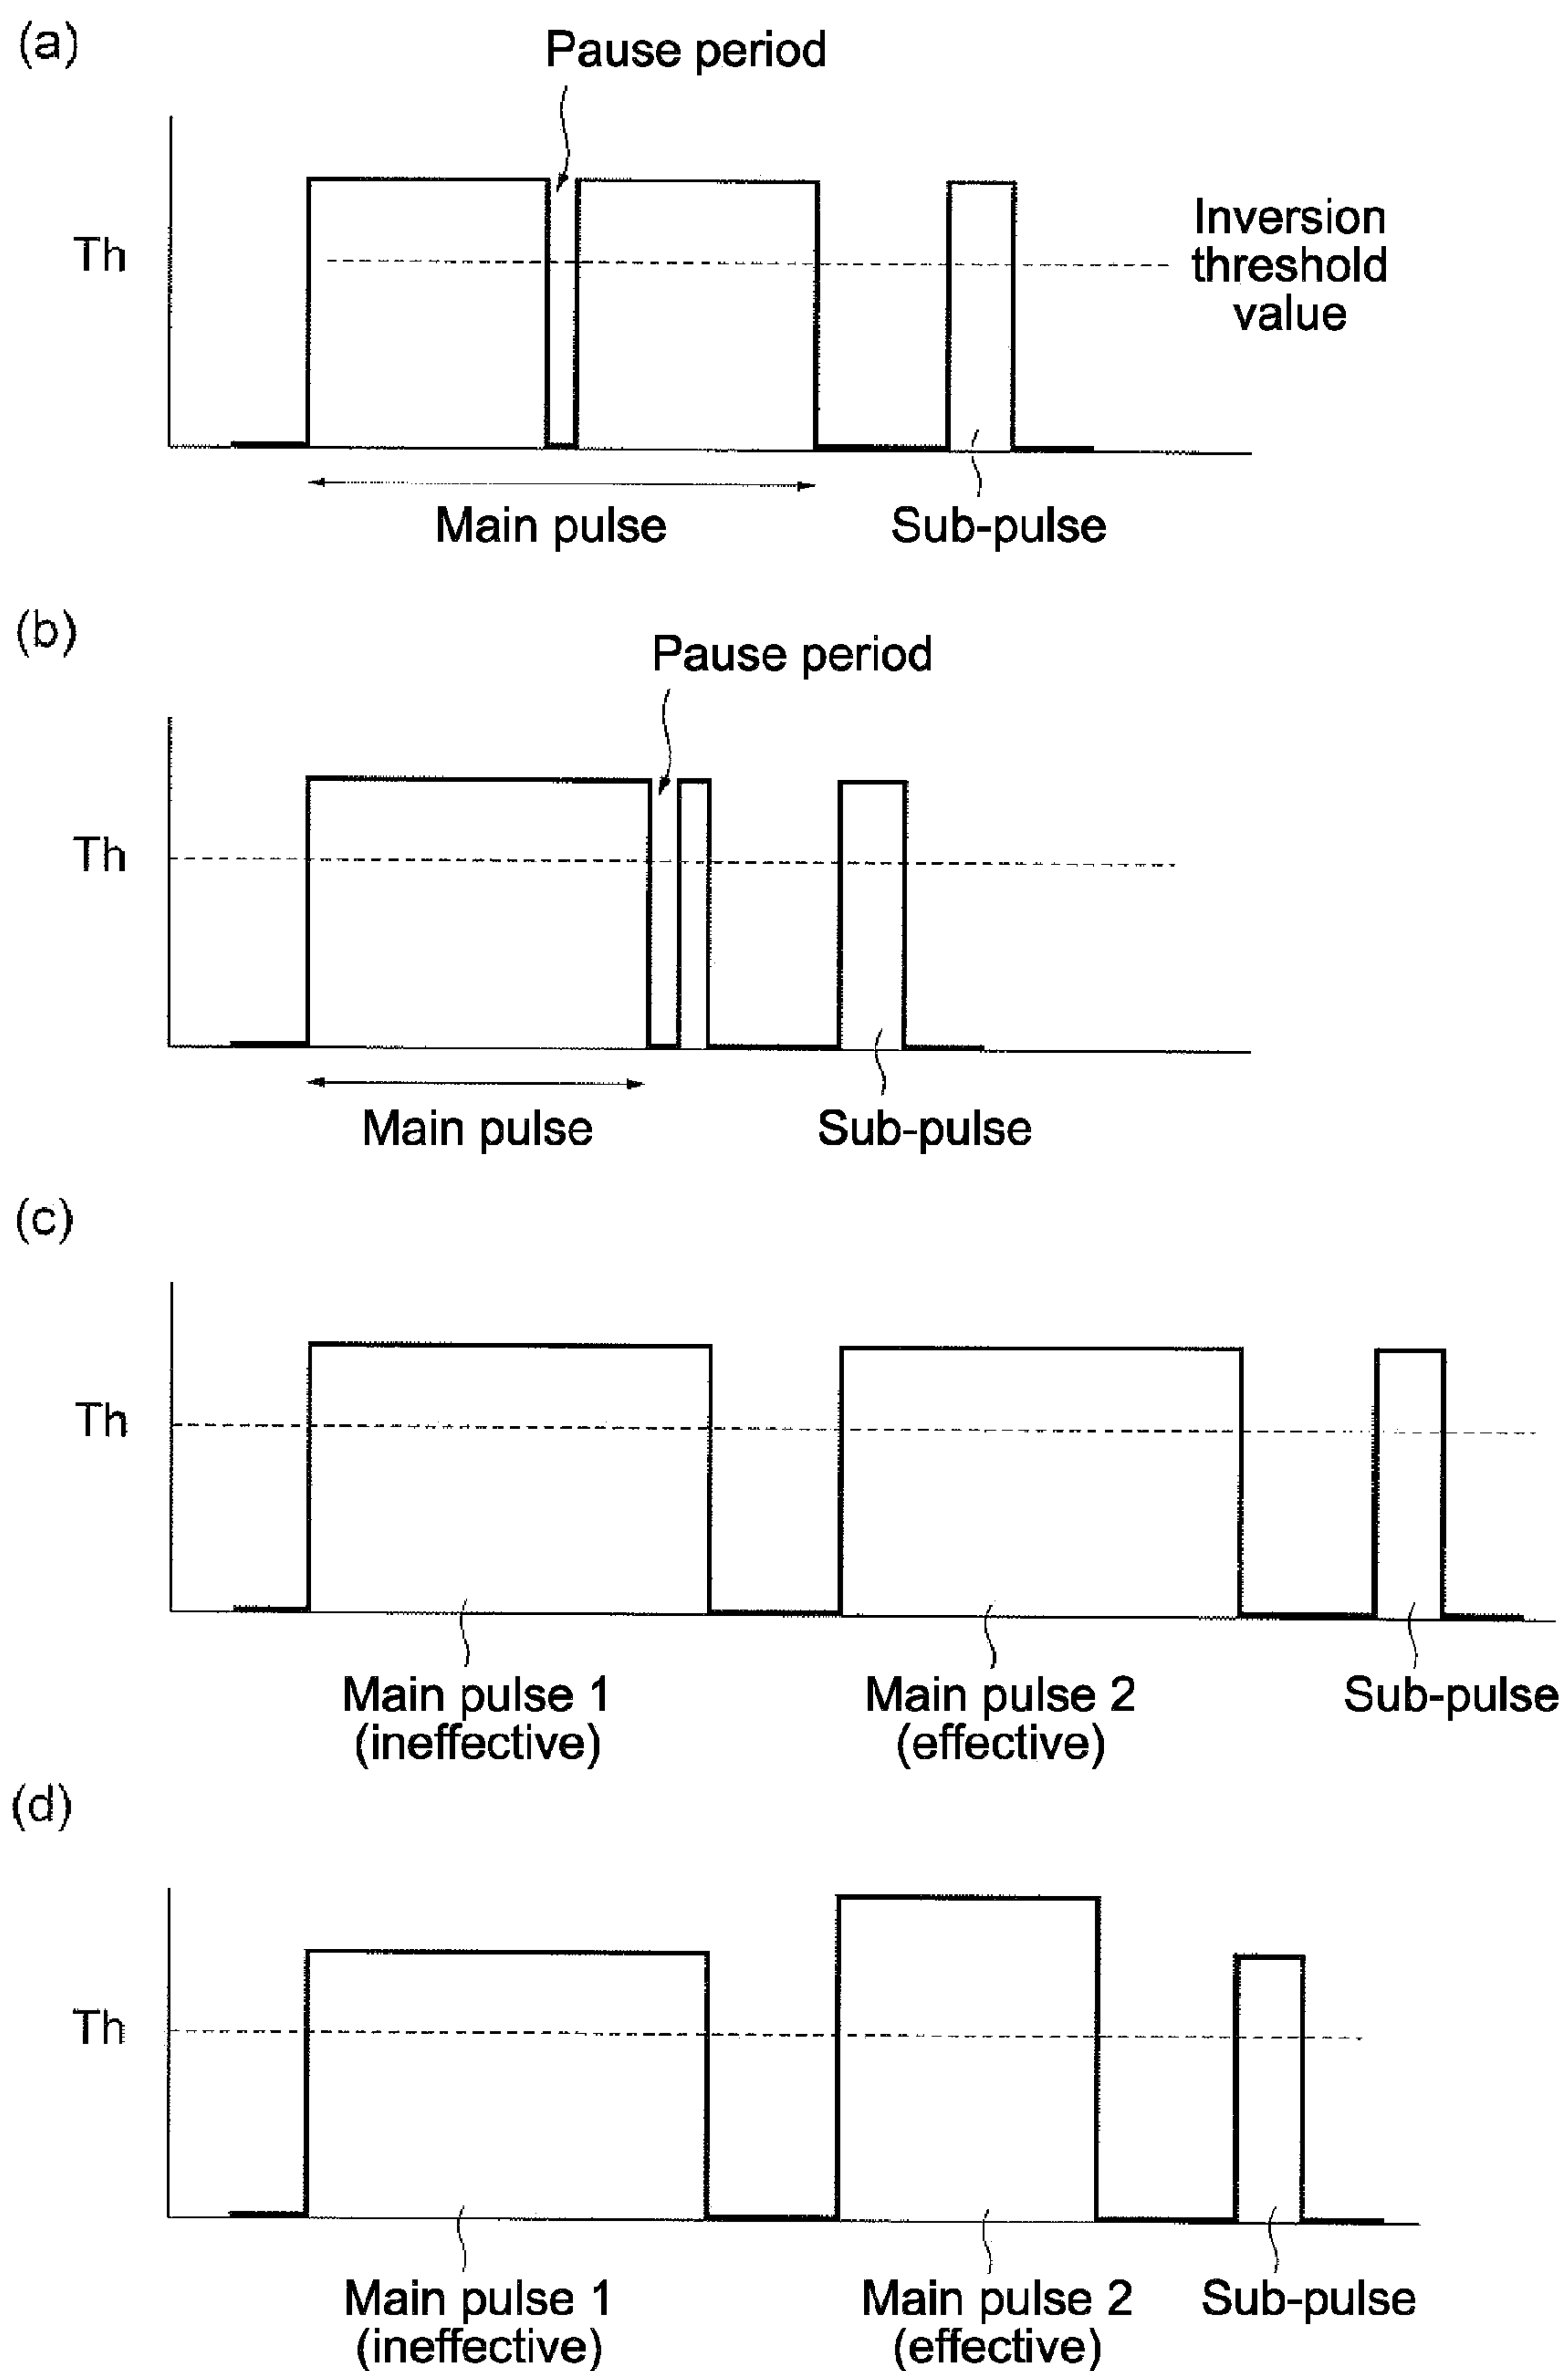 (a)
Pause period
Th
Inversion
threshold
value
Main pulse
Sub-pulse
(b)
Pause period
Th
Main pulse
Sub-pulse
(c)
Th
Main pulse 1
(ineffective)
Main pulse 2
(effective)
Sub-pulse
(d)
Th
Main pulse 1
(ineffective)
Main pulse 2
(effective)
Sub-pulse